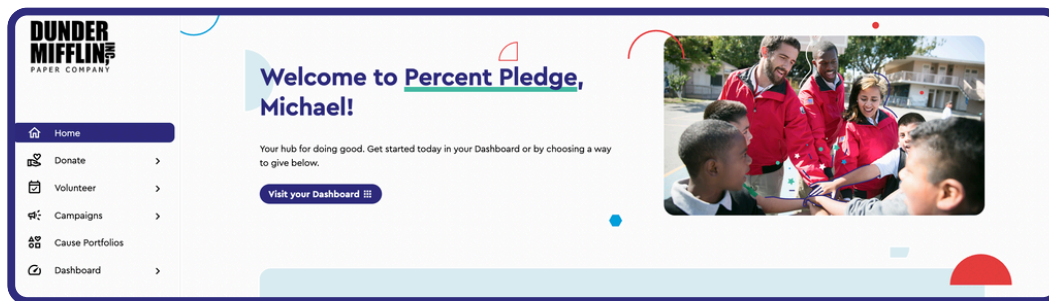 DUNDER
MIFFLIN INC.
PAPER COMPANY
Home
Donate
Volunteer
Campaigns
Cause Portfolios
Dashboard
Welcome to Percent Pledge,
Michael!
Your hub for doing good. Get started today in your Dashboard or by choosing a way
to give below.
Visit your Dashboard